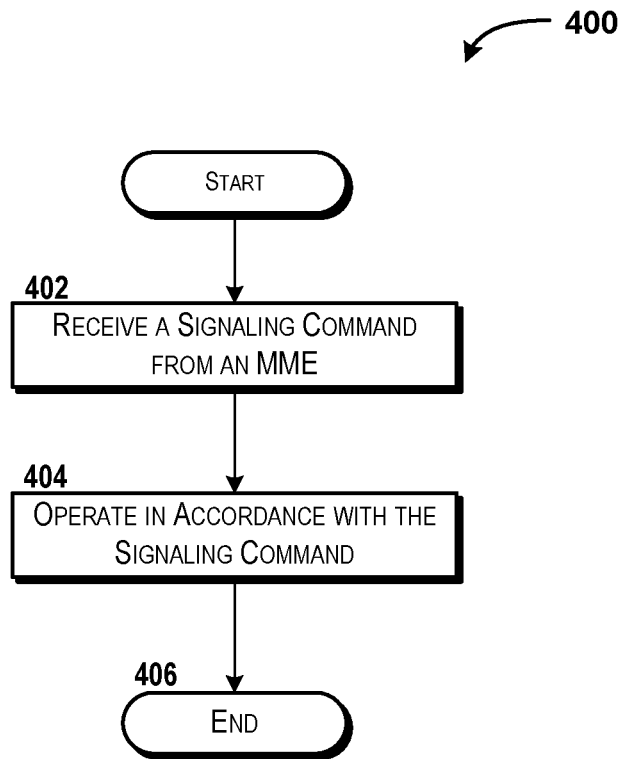 400
START
402
RECEIVE A SIGNALING COMMAND
FROM AN MME
404
OPERATE IN ACCORDANCE WITH THE
SIGNALING COMMAND
406
END